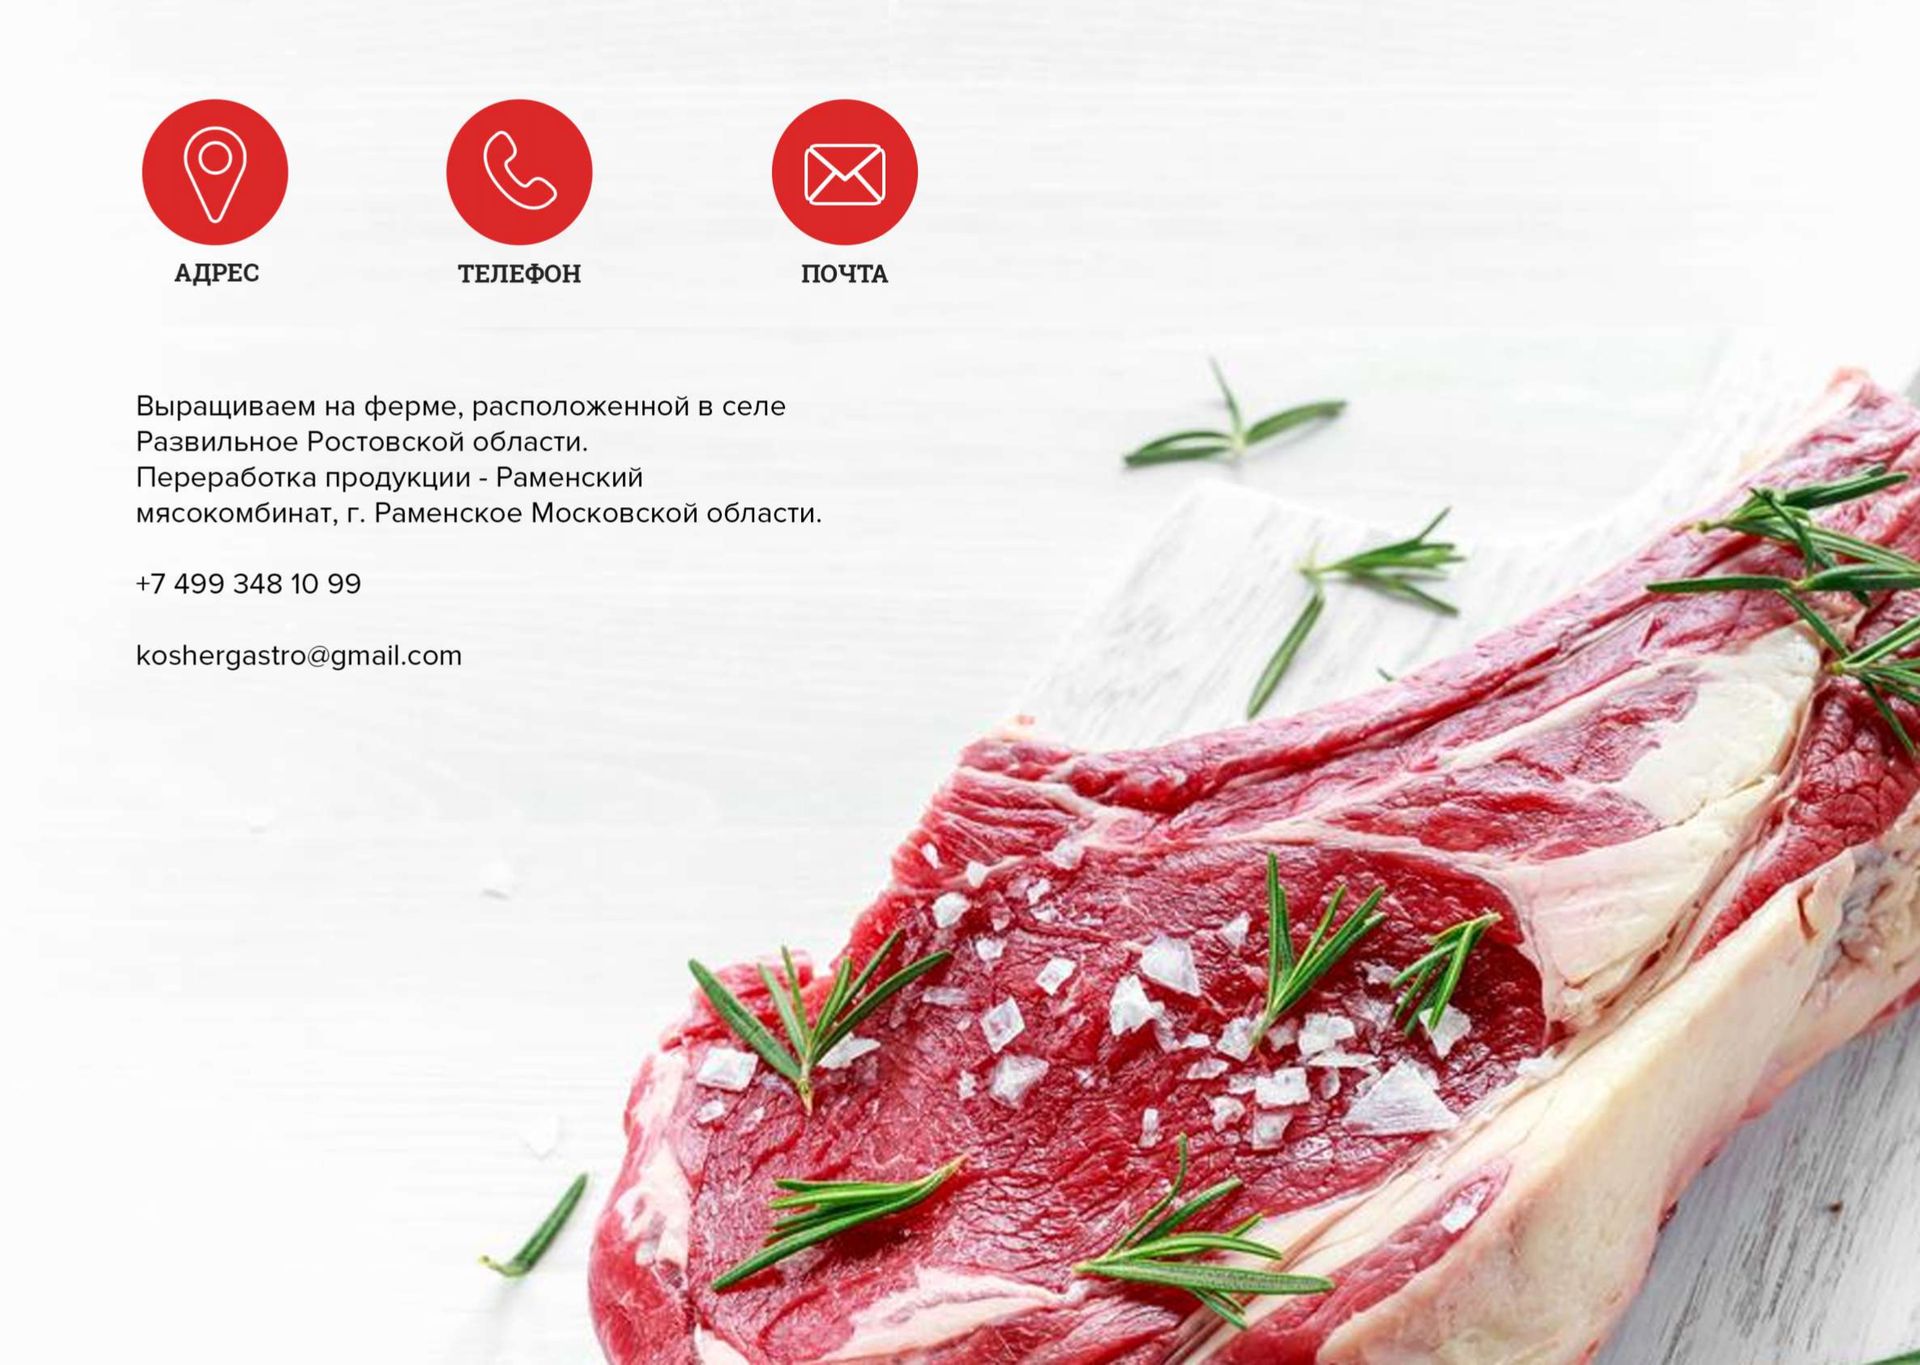 АДРЕС
ТЕЛЕФОН
ПОЧТА
Выращиваем на ферме, расположенной в селе
Развильное Ростовской области.
Переработка продукции - Раменский
мясокомбинат, г. Раменское Московской области.
+7 499 348 10 99
koshergastro@gmail.com